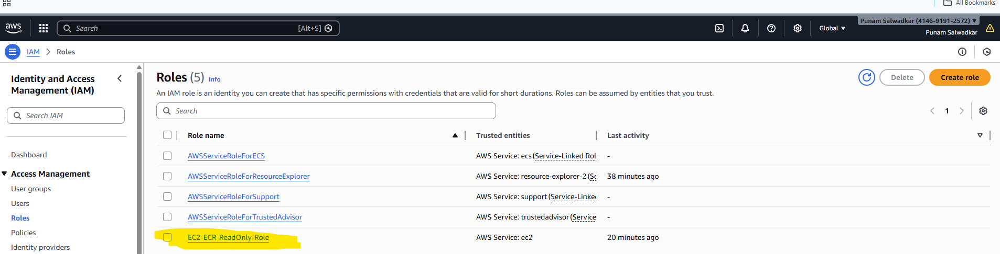 All Bookmarks
aws
Search [Alt+S]
Global
Punam Salwadkar (4146-9191-2572)
Punam Salwadkar
IAM > Roles
Identity and Access
Management (IAM)
Search IAM
Dashboard
Access Management
User groups
Users
Roles
Policies
Identity providers
Roles (5) Info
Delete
Create role
An IAM role is an identity you can create that has specific permissions with credentials that are valid for short durations. Roles can be assumed by entities that you trust.
Search
1
Role name Trusted entities Last activity
AWSServiceRoleForECS AWS Service: ecs (Service-Linked Rol -
AWSServiceRoleForResourceExplorer AWS Service: resource-explorer-2 (Se 38 minutes ago
AWSServiceRoleForSupport AWS Service: support (Service-Linked -
AWSServiceRoleForTrustedAdvisor AWS Service: trustedadvisor (Service -
EC2-ECR-ReadOnly-Role AWS Service: ec2 20 minutes ago